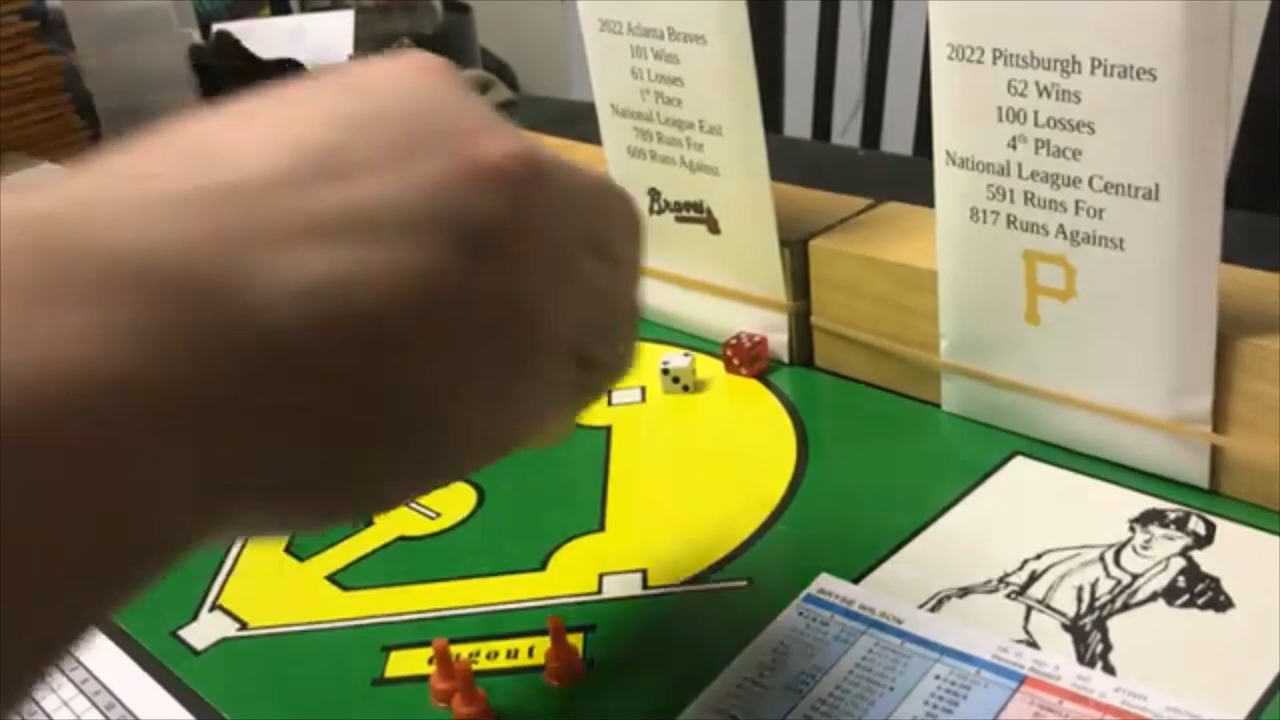 2022 Atlanta Braves
101 Wins
61 Losses
1st Place
National League East
789 Runs For
609 Runs Against
Braves
2022 Pittsburgh Pirates
62 Wins
100 Losses
4th Place
National League Central
591 Runs For
817 Runs Against
P
dugout
BRYSE WILSON